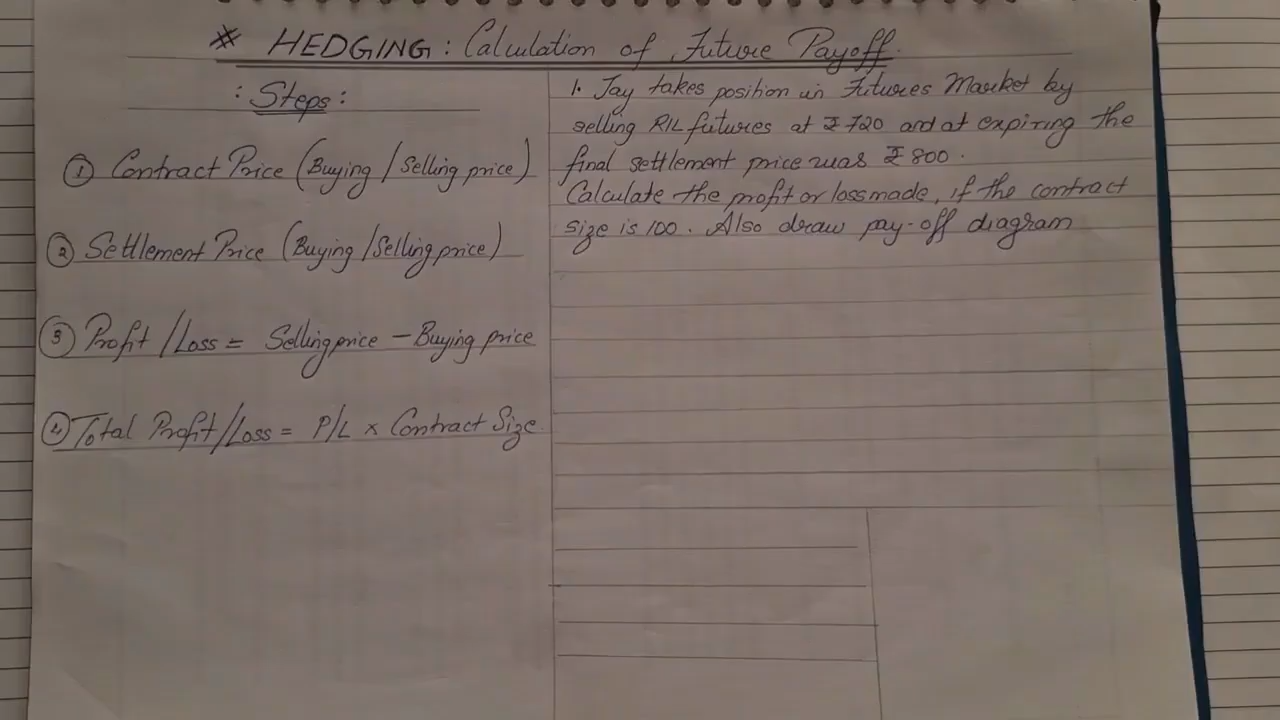 * HEDGING: Calculation of Future Payoff.
: Steps :
① Contract Price (Buying / Selling price)
② Settlement Price (Buying /Selling price)
③ Profit /Loss = Selling price – Buying price
④ Total Profit/Loss = P/L × Contract Size
1. Jay takes position in Futures Market by
selling RIL futures at ₹ 720 and at expiring the
final settlement price was ₹ 800.
Calculate the profit or loss made, if the contract
size is 100. Also draw pay-off diagram